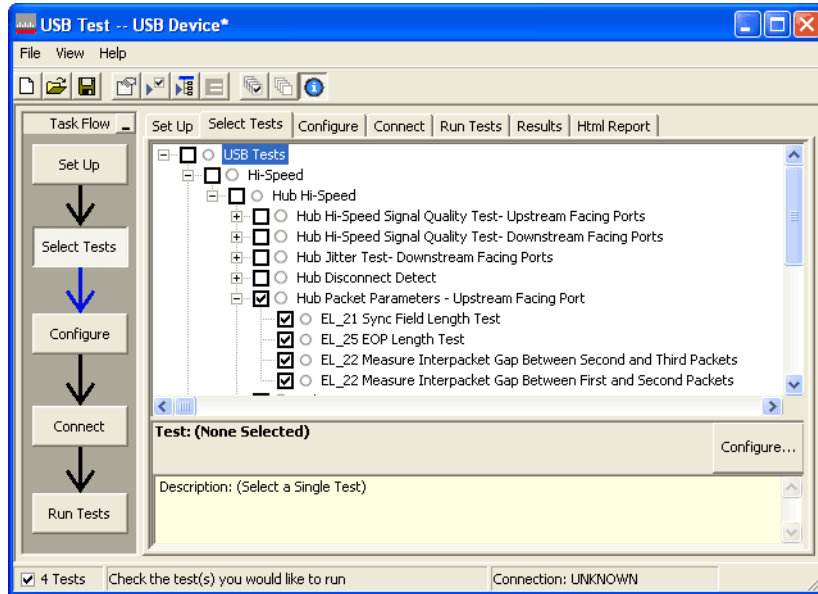 USB Test -- USB Device*
File View Help
Task Flow
Set Up
Select Tests
Configure
Connect
Run Tests
Set Up Select Tests Configure Connect Run Tests Results Html Report
USB Tests
Hi-Speed
Hub Hi-Speed
Hub Hi-Speed Signal Quality Test- Upstream Facing Ports
Hub Hi-Speed Signal Quality Test- Downstream Facing Ports
Hub Jitter Test- Downstream Facing Ports
Hub Disconnect Detect
Hub Packet Parameters - Upstream Facing Port
EL_21 Sync Field Length Test
EL_25 EOP Length Test
EL_22 Measure Interpacket Gap Between Second and Third Packets
EL_22 Measure Interpacket Gap Between First and Second Packets
Test: (None Selected)
Configure...
Description: (Select a Single Test)
4 Tests Check the test(s) you would like to run Connection: UNKNOWN